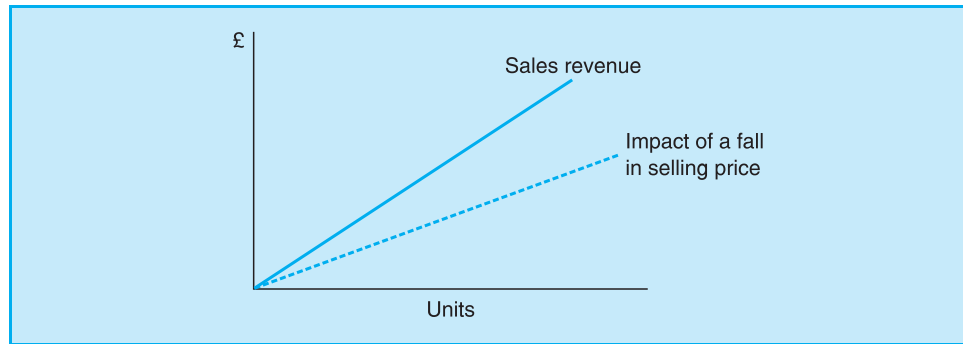 £
Sales revenue
Impact of a fall
in selling price
Units